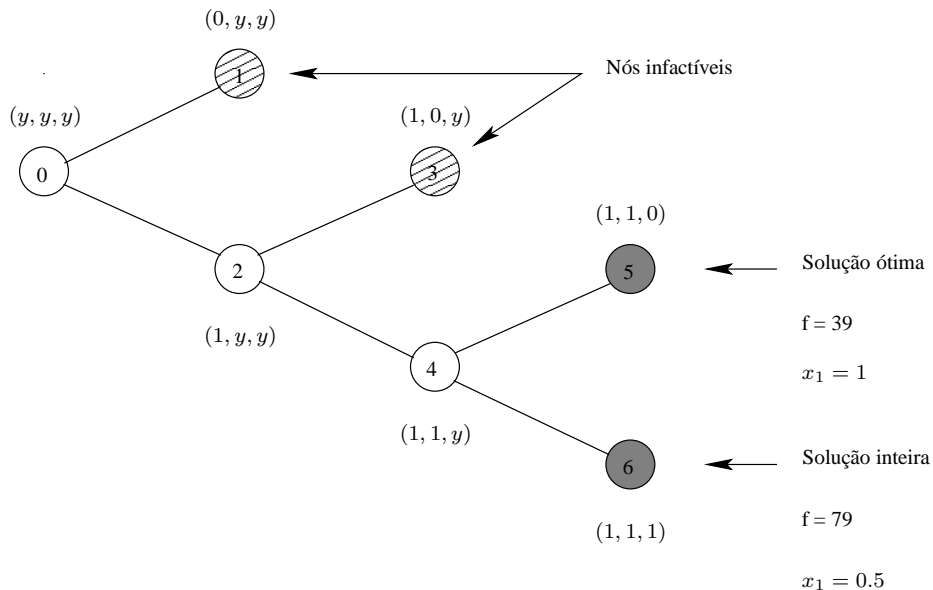 (0, y, y)
1
Nós infactíveis
(y, y, y)
(1, 0, y)
0
3
(1, 1, 0)
2
5
Solução ótima
f = 39
(1, y, y)
4
x₁ = 1
(1, 1, y)
6
Solução inteira
f = 79
(1, 1, 1)
x₁ = 0.5